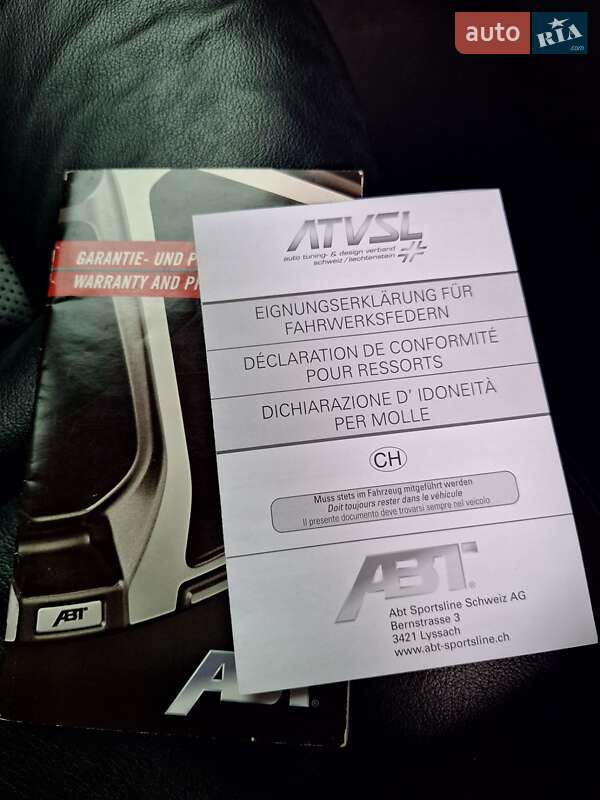 auto RIA.com
GARANTIE- UND
WARRANTY AND
ABT
ABT
ATVSL
auto tuning- & design verband
schweiz / liechtenstein
EIGNUNGSERKLÄRUNG FÜR
FAHRWERKSFEDERN
DÉCLARATION DE CONFORMITÉ
POUR RESSORTS
DICHIARAZIONE D' IDONEITÀ
PER MOLLE
CH
Muss stets im Fahrzeug mitgeführt werden
Doit toujours rester dans le véhicule
Il presente documento deve trovarsi sempre nel veicolo
ABT
Abt Sportsline Schweiz AG
Bernstrasse 3
3421 Lyssach
www.abt-sportsline.ch